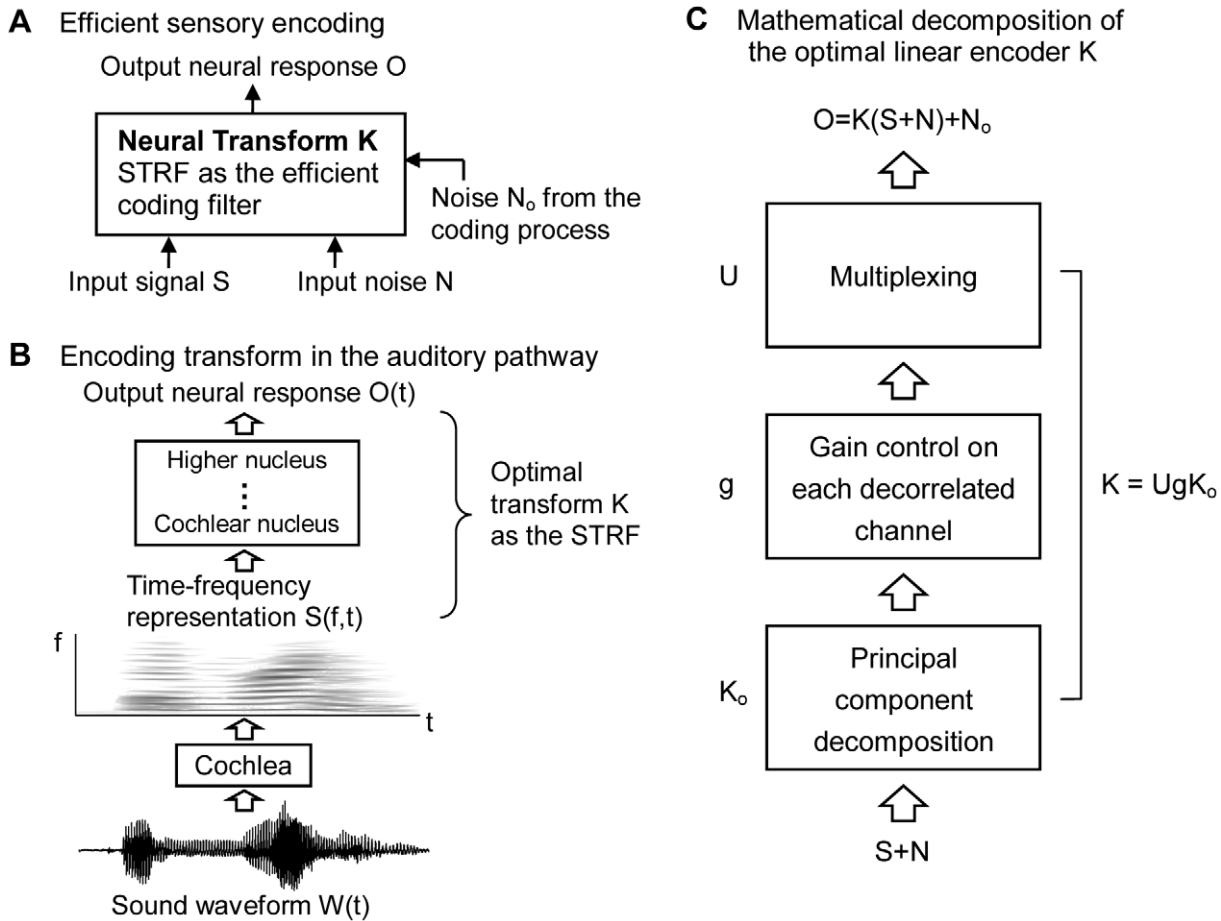 A Efficient sensory encoding
Output neural response O
Neural Transform K
STRF as the efficient
coding filter
Noise Nₒ from the
coding process
Input signal S
Input noise N
B Encoding transform in the auditory pathway
Output neural response O(t)
Higher nucleus
Cochlear nucleus
Optimal
transform K
as the STRF
Time-frequency
representation S(f,t)
f
t
Cochlea
Sound waveform W(t)
C Mathematical decomposition of
the optimal linear encoder K
O=K(S+N)+Nₒ
U
Multiplexing
g
Gain control on
each decorrelated
channel
K = UgKₒ
Kₒ
Principal
component
decomposition
S+N